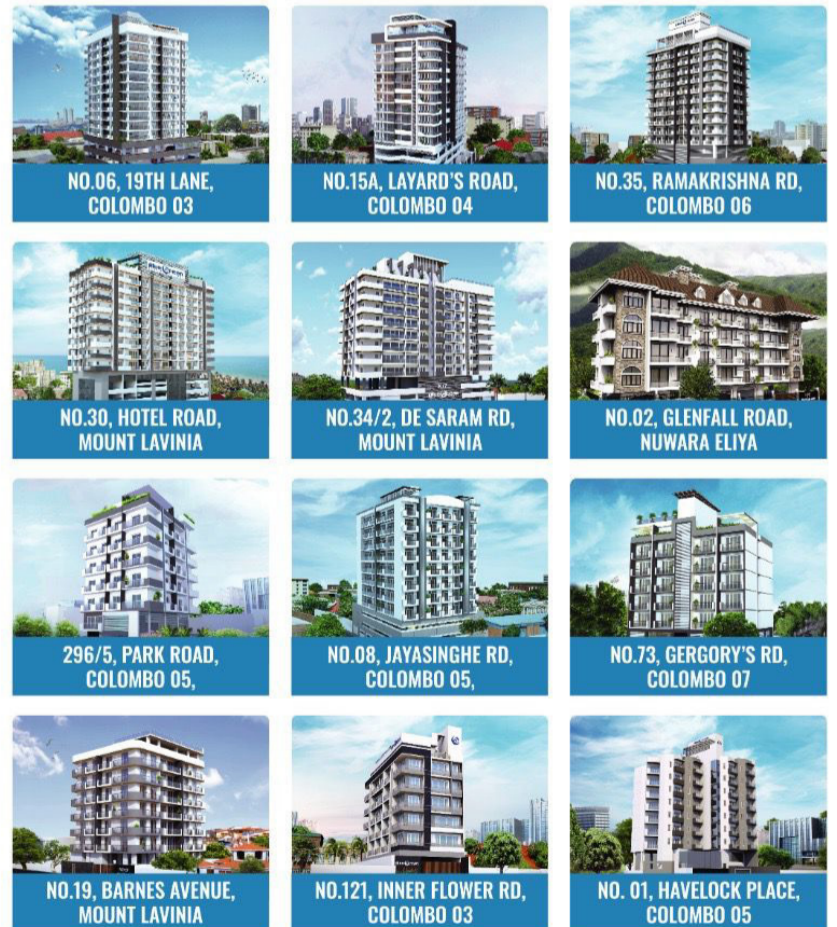 NO.06, 19TH LANE,
COLOMBO 03
NO.15A, LAYARD'S ROAD,
COLOMBO 04
NO.35, RAMAKRISHNA RD,
COLOMBO 06
NO.30, HOTEL ROAD,
MOUNT LAVINIA
NO.34/2, DE SARAM RD,
MOUNT LAVINIA
NO.02, GLENFALL ROAD,
NUWARA ELIYA
296/5, PARK ROAD,
COLOMBO 05,
NO.08, JAYASINGHE RD,
COLOMBO 05,
NO.73, GERGORY'S RD,
COLOMBO 07
NO.19, BARNES AVENUE,
MOUNT LAVINIA
NO.121, INNER FLOWER RD,
COLOMBO 03
NO. 01, HAVELOCK PLACE,
COLOMBO 05